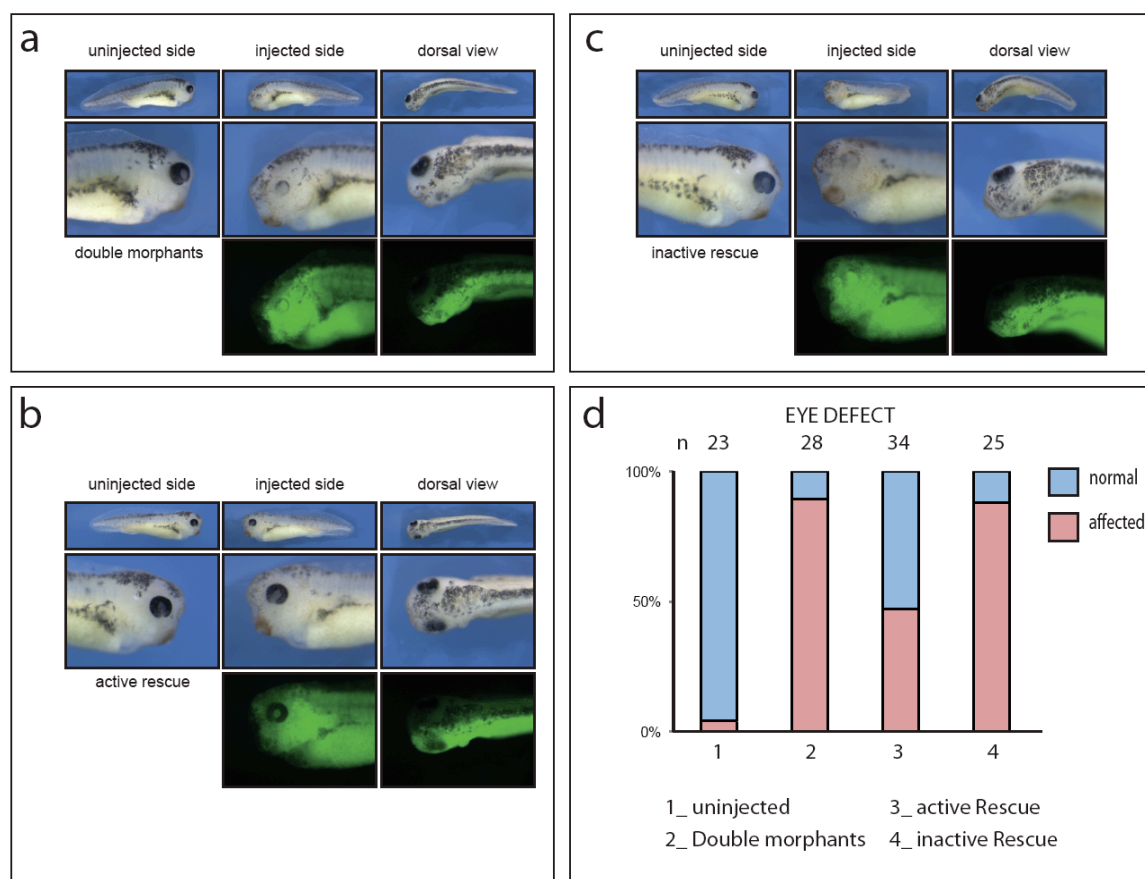 a
uninjected side injected side dorsal view
double morphants
b
uninjected side injected side dorsal view
active rescue
c
uninjected side injected side dorsal view
inactive rescue
d
EYE DEFECT
n 23 28 34 25
100%
50%
0%
normal
affected
1 2 3 4
1_ uninjected 3_ active Rescue
2_ Double morphants 4_ inactive Rescue